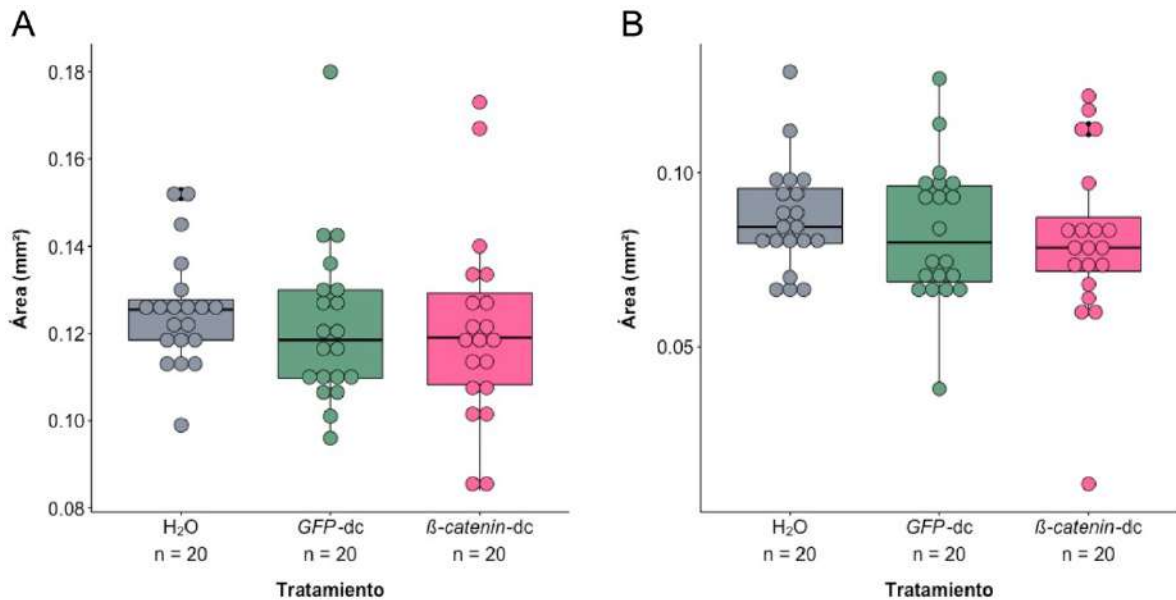 A
Área (mm²)
0.18
0.16
0.14
0.12
0.10
0.08
H₂O
GFP-dc
ß-catenin-dc
n = 20
n = 20
n = 20
Tratamiento
B
Área (mm²)
0.10
0.05
H₂O
GFP-dc
ß-catenin-dc
n = 20
n = 20
n = 20
Tratamiento